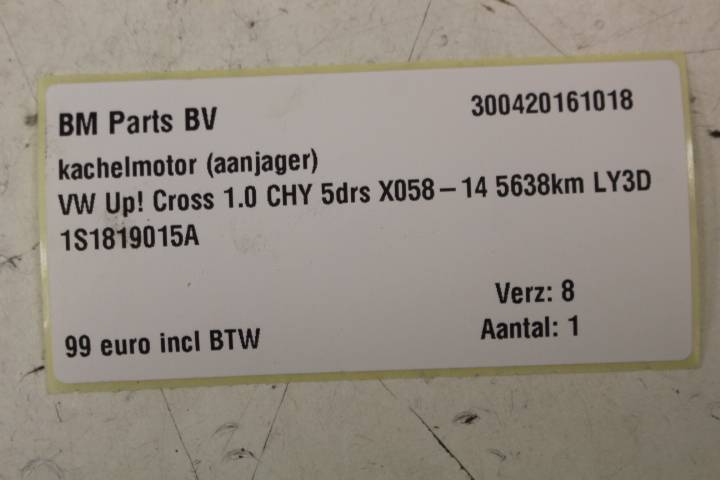 BM Parts BV 300420161018
kachelmotor (aanjager)
VW Up! Cross 1.0 CHY 5drs X058-14 5638km LY3D
1S1819015A
Verz: 8
99 euro incl BTW Aantal: 1